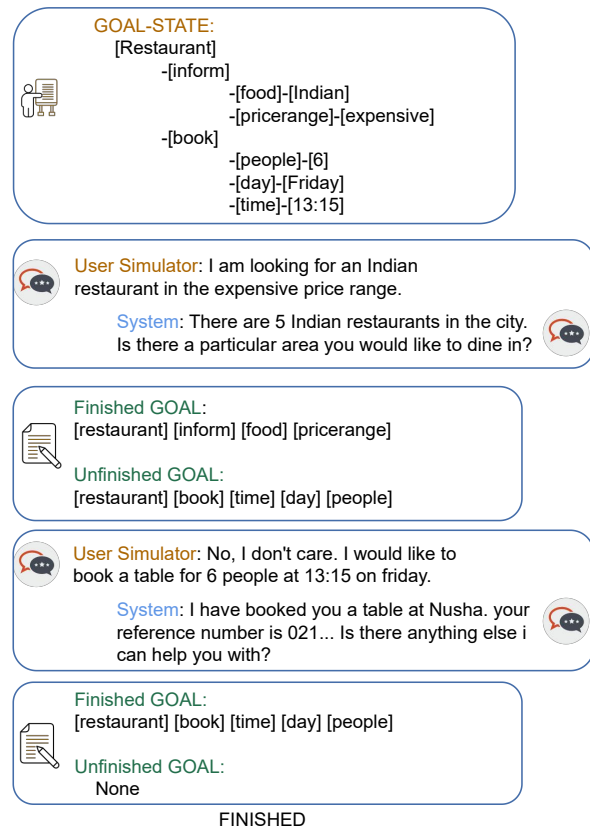 GOAL-STATE:
[Restaurant]
-[inform]
-[food]-[Indian]
-[pricerange]-[expensive]
-[book]
-[people]-[6]
-[day]-[Friday]
-[time]-[13:15]
User Simulator: I am looking for an Indian
restaurant in the expensive price range.
System: There are 5 Indian restaurants in the city.
Is there a particular area you would like to dine in?
Finished GOAL:
[restaurant] [inform] [food] [pricerange]
Unfinished GOAL:
[restaurant] [book] [time] [day] [people]
User Simulator: No, I don't care. I would like to
book a table for 6 people at 13:15 on friday.
System: I have booked you a table at Nusha. your
reference number is 021... Is there anything else i
can help you with?
Finished GOAL:
[restaurant] [book] [time] [day] [people]
Unfinished GOAL:
None
FINISHED